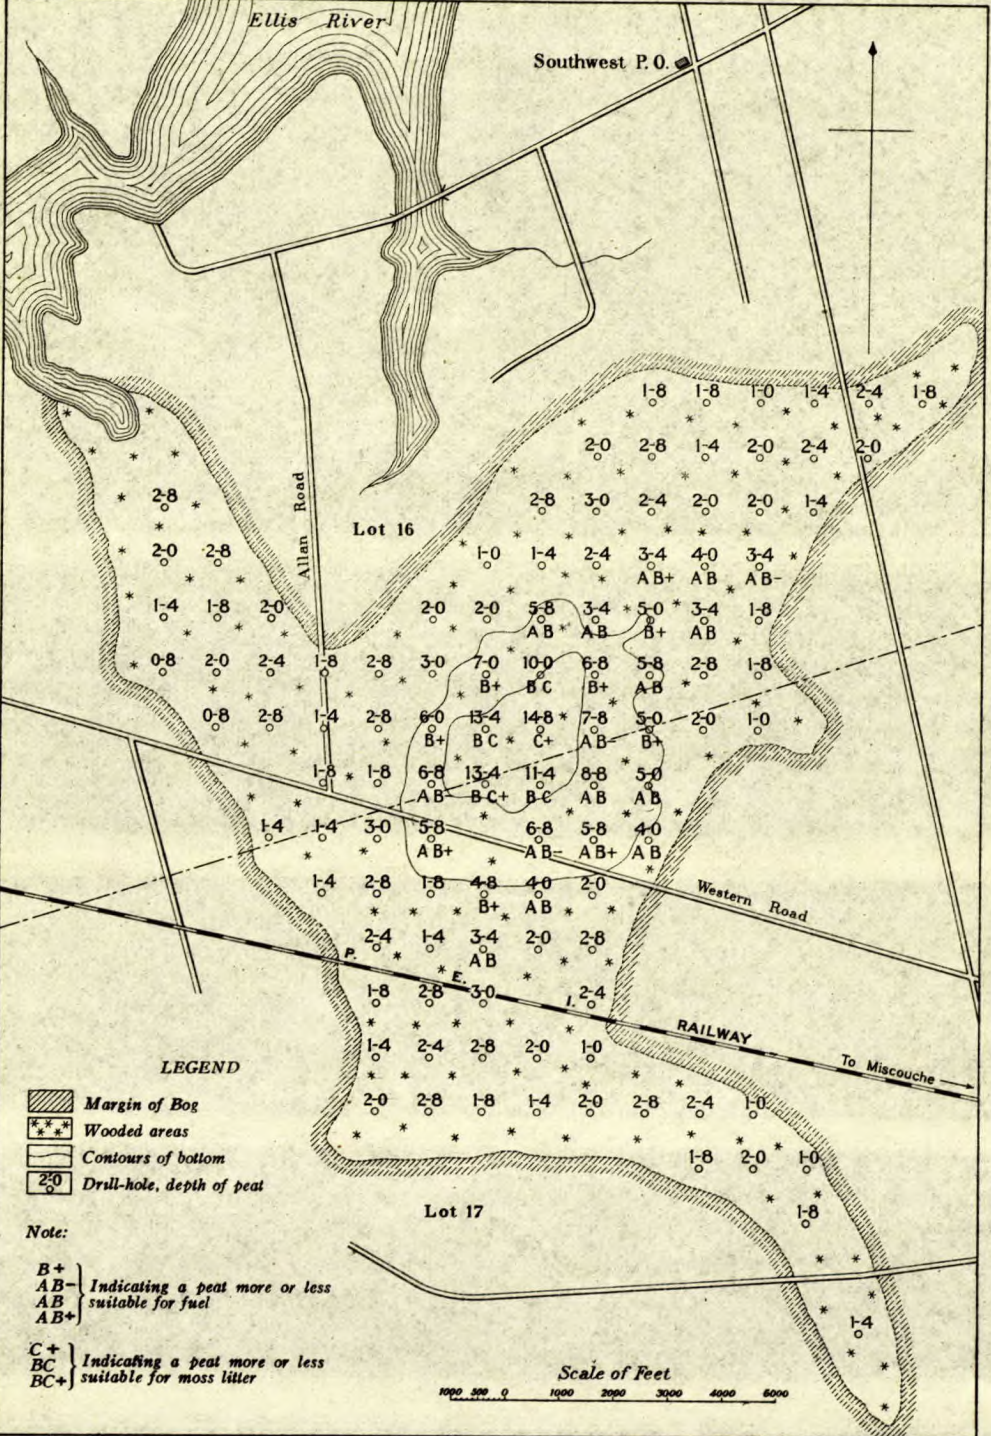 Ellis River
Southwest P.O.
1-8 1-8 1-0 1-4 2-4 1-8
2-0 2-8 1-4 2-0 2-4 2-0
2-8 2-8 3-0 2-4 2-0 2-0 1-4
Allan Road
Lot 16
2-0 2-8 1-0 1-4 2-4 3-4 4-0 3-4
AB+ AB AB-
1-4 1-8 2-0 2-0 2-0 5-8 3-4 5-0 3-4 1-8
AB AB B+ AB
0-8 2-0 2-4 1-8 2-8 3-0 7-0 10-0 6-8 5-8 2-8 1-8
B+ BC B+ AB
0-8 2-8 1-4 2-8 6-0 13-4 14-8 7-8 5-0 2-0 1-0
B+ BC C+ AB- B+
1-8 1-8 6-8 13-4 11-4 8-8 5-0
AB- BC+ BC AB AB
1-4 1-4 3-0 5-8 6-8 5-8 4-0
AB+ AB- AB+ AB
1-4 2-8 1-8 4-8 4-0 2-0
B+ AB
Western Road
2-4 1-4 3-4 2-0 2-8
AB
P. E. I. RAILWAY
To Miscouche
1-8 2-8 3-0 2-4
1-4 2-4 2-8 2-0 1-0
2-0 2-8 1-8 1-4 2-0 2-8 2-4 1-0
1-8 2-0 1-0
1-8
Lot 17
1-4
LEGEND
Margin of Bog
Wooded areas
Contours of bottom
2-0 Drill-hole, depth of peat
Note:
B+
AB- Indicating a peat more or less
AB suitable for fuel
AB+
C+
BC Indicating a peat more or less
BC+ suitable for moss litter
Scale of Feet
1000 500 0 1000 2000 3000 4000 5000